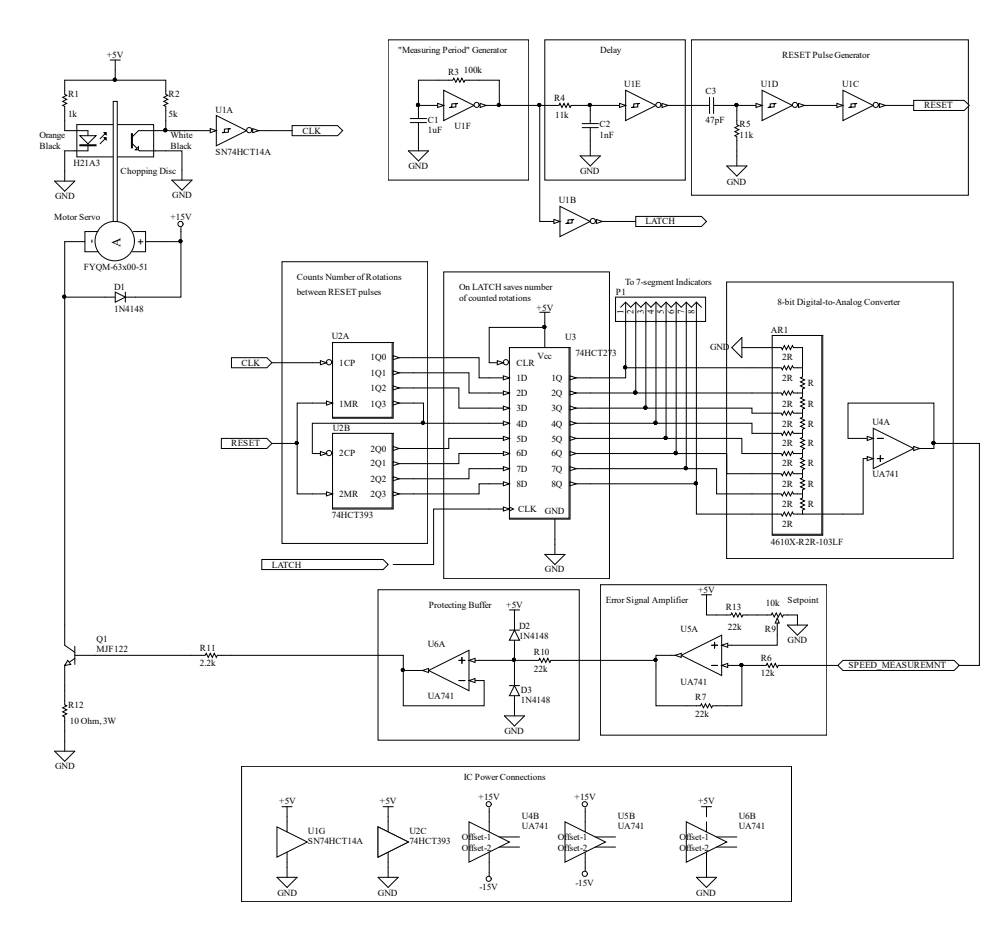 "Measuring Period" Generator
Delay
RESET Pulse Generator
+5V
R1
1k
R2
5k
U1A
SN74HCT14A
CLK
Orange
Black
White
Black
H21A3
GND
GND
Chopping Disc
R3
100k
C1
1uF
U1F
GND
R4
11k
U1E
C2
1nF
GND
C3
47pF
R5
11k
GND
U1D
U1C
RESET
U1B
LATCH
Motor Servo
+15V
-
A
+
FYQM-63x00-51
D1
1N4148
Counts Number of Rotations
between RESET pulses
On LATCH saves number
of counted rotations
To 7-segment Indicators
P1
1 2 3 4 5 6 7 8
8-bit Digital-to-Analog Converter
CLK
RESET
LATCH
U2A
1CP
1MR
1Q0
1Q1
1Q2
1Q3
U2B
2CP
2MR
2Q0
2Q1
2Q2
2Q3
74HCT393
+5V
U3
74HCT273
Vcc
CLR
1D
2D
3D
4D
5D
6D
7D
8D
CLK
1Q
2Q
3Q
4Q
5Q
6Q
7Q
8Q
GND
GND
GND
AR1
2R
2R
R
2R
R
2R
R
2R
R
2R
R
2R
R
2R
R
2R
4610X-R2R-103LF
U4A
-
+
UA741
Protecting Buffer
+5V
D2
1N4148
U6A
+
-
UA741
R10
22k
D3
1N4148
GND
Error Signal Amplifier
+5V
R13
22k
10k
Setpoint
R9
GND
U5A
+
-
UA741
R6
12k
R7
22k
SPEED_MEASUREMNT
Q1
MJF122
R11
2.2k
R12
10 Ohm, 3W
GND
IC Power Connections
+5V
U1G
SN74HCT14A
GND
+5V
U2C
74HCT393
GND
+15V
U4B
UA741
Offset-1
Offset-2
-15V
+15V
U5B
UA741
Offset-1
Offset-2
-15V
+5V
U6B
UA741
Offset-1
Offset-2
GND